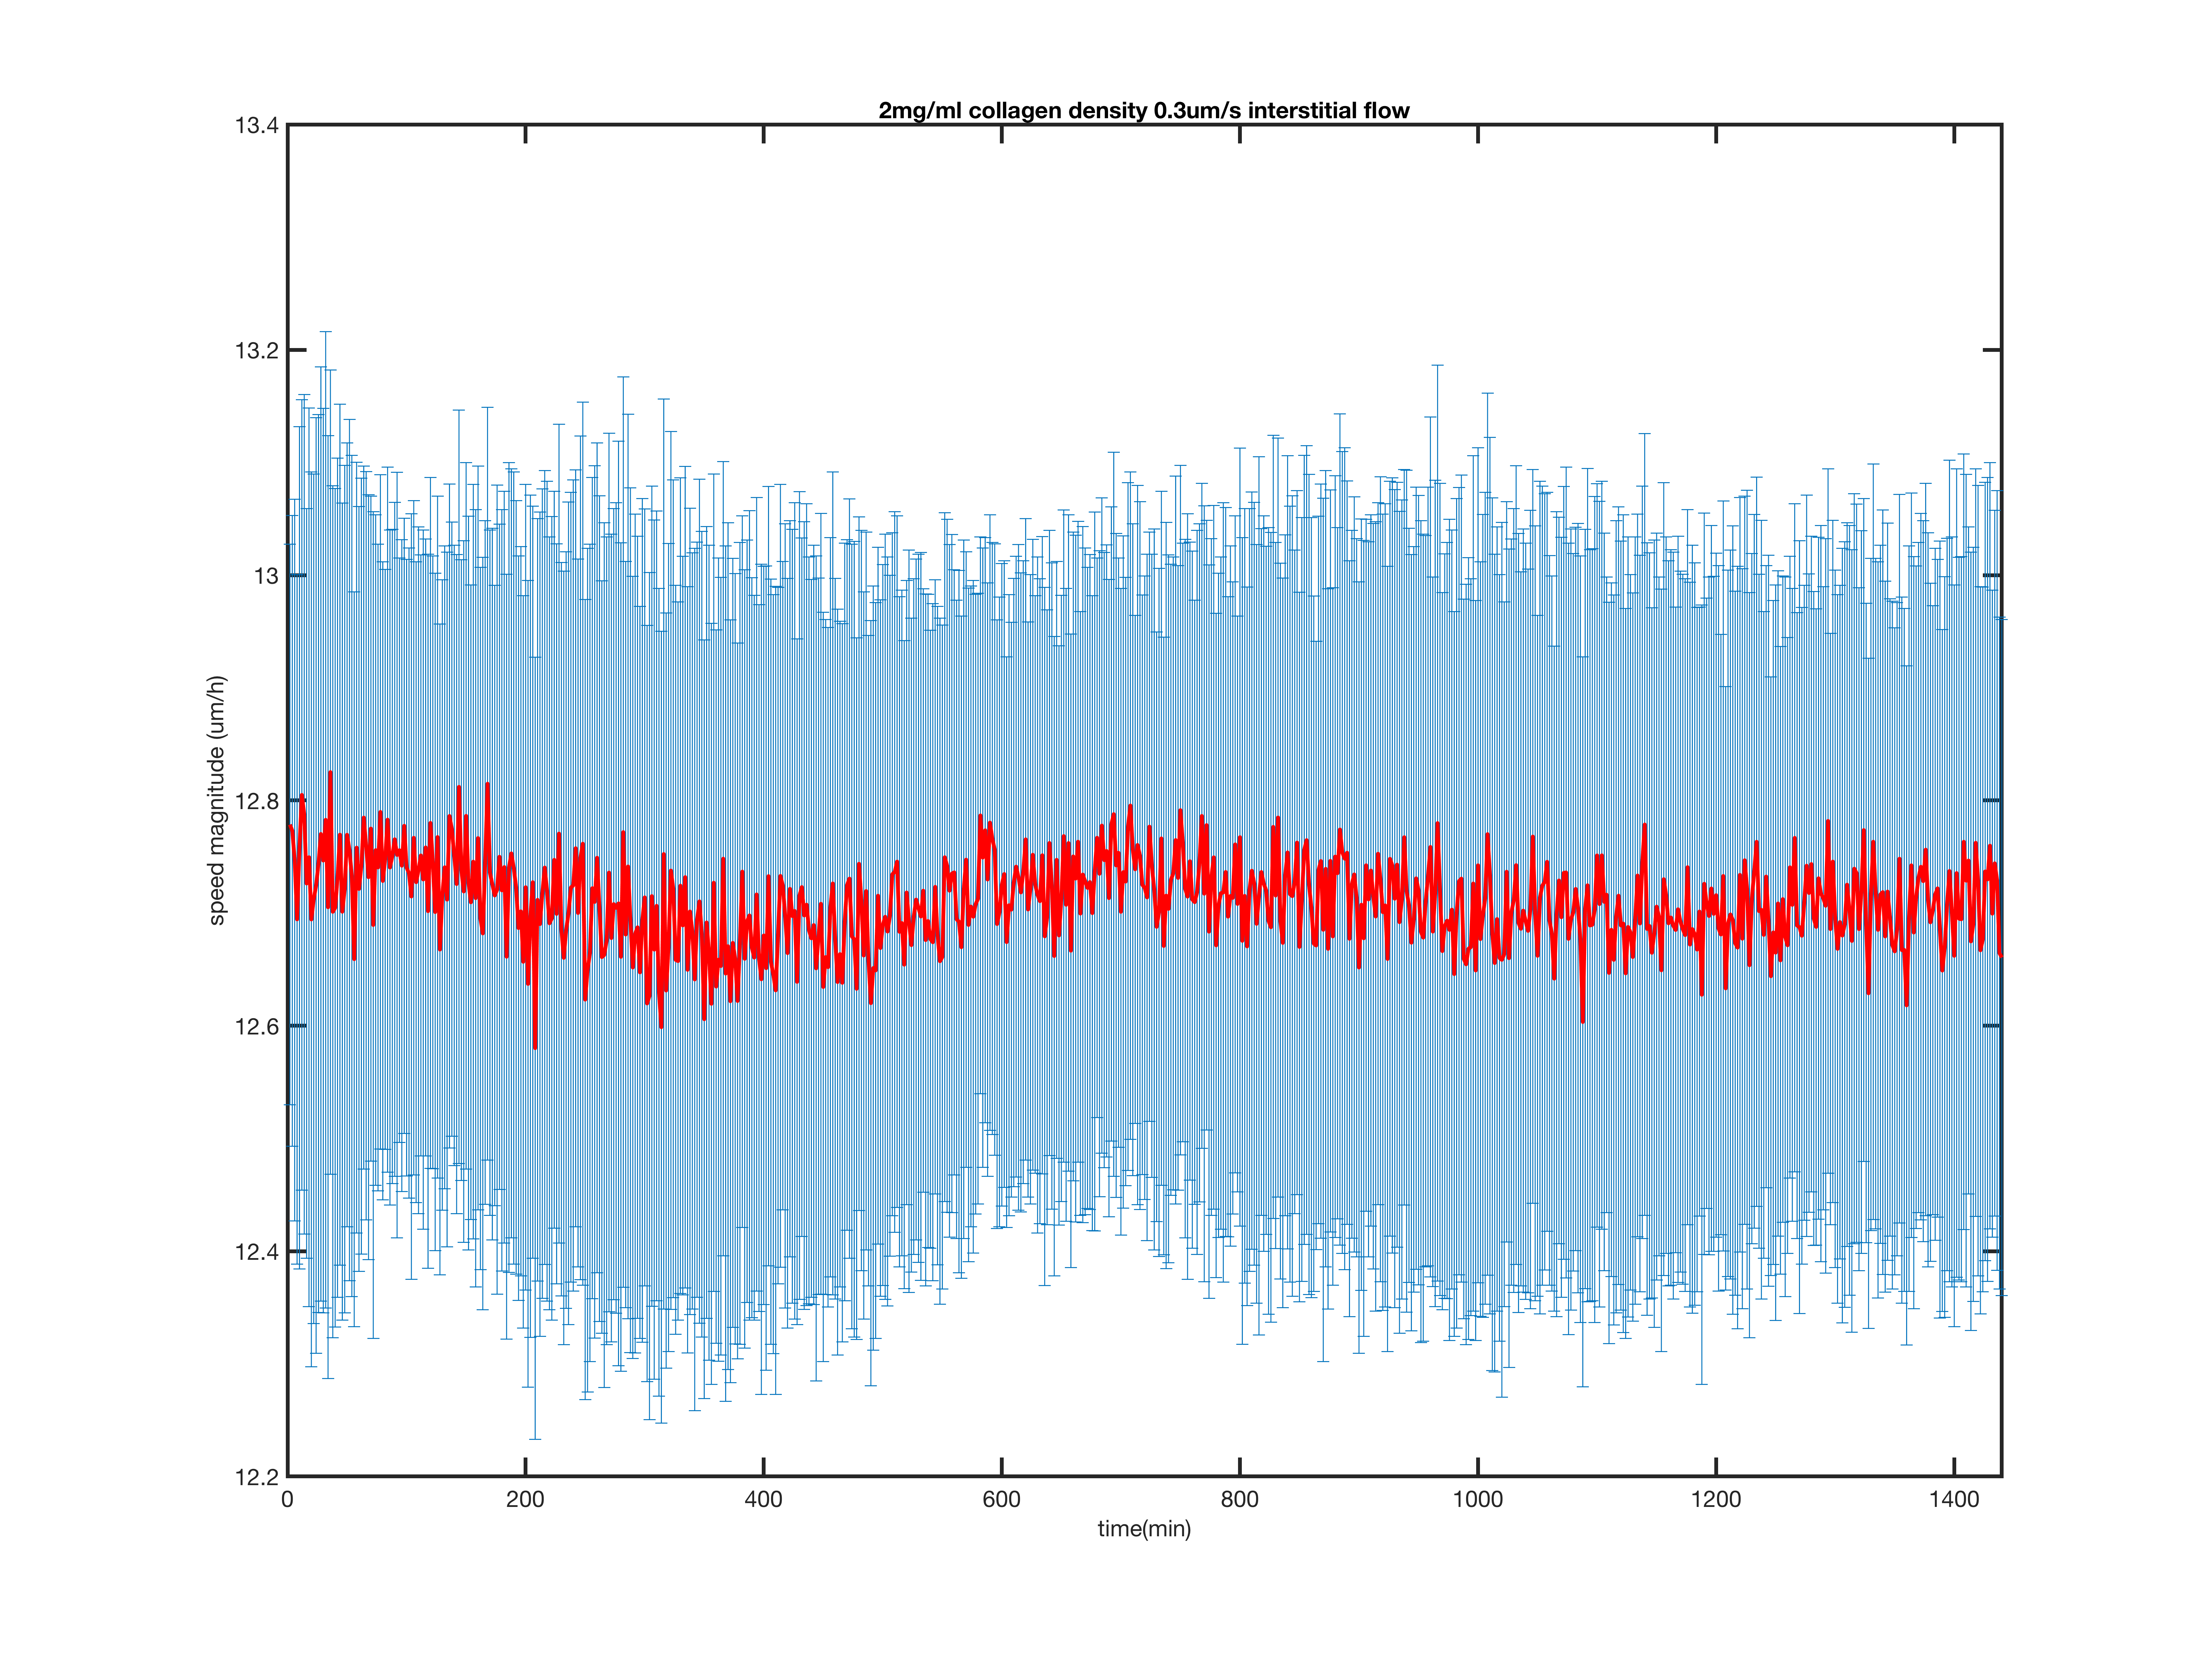 2mg/ml collagen density 0.3um/s interstitial flow
13.4
13.2
13
12.8
12.6
12.4
12.2
speed magnitude (um/h)
0 200 400 600 800 1000 1200 1400
time(min)